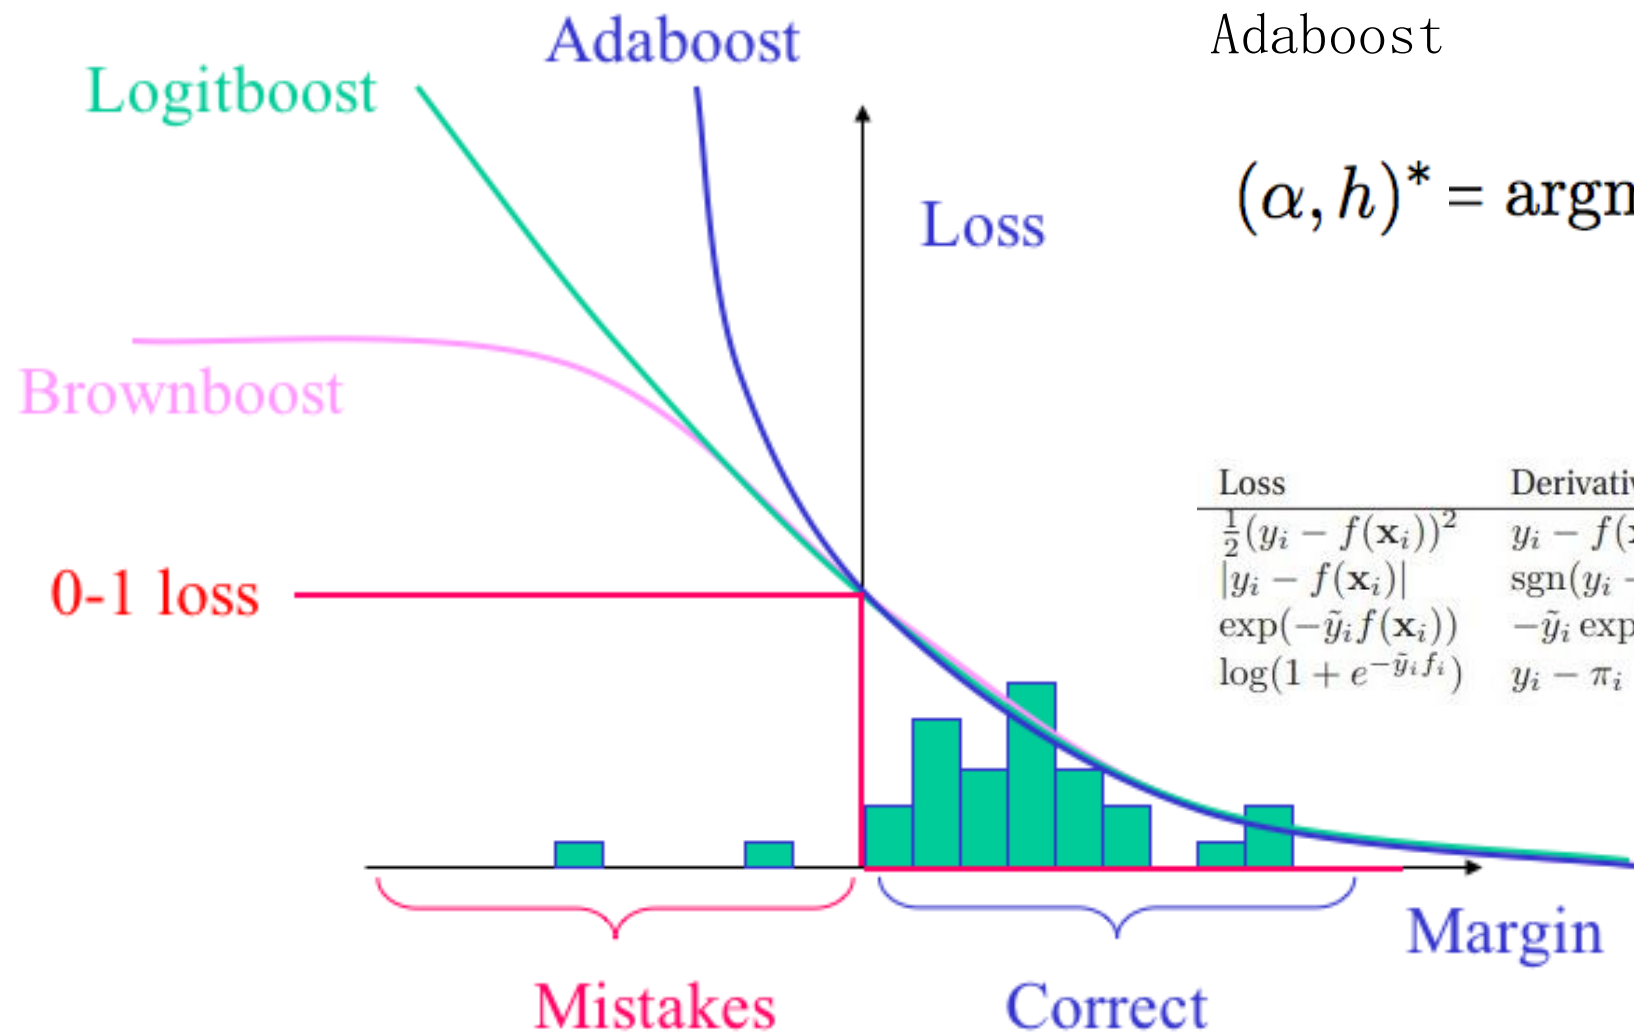 Adaboost
Adaboost
Logitboost
(α, h)* = argm
Loss
Brownboost
Loss Derivativ
½(yᵢ − f(𝐱ᵢ))² yᵢ − f(𝐱
|yᵢ − f(𝐱ᵢ)| sgn(yᵢ −
exp(−ỹᵢf(𝐱ᵢ)) −ỹᵢ exp
log(1 + e^{−ỹᵢfᵢ}) yᵢ − πᵢ
0-1 loss
Margin
Mistakes
Correct